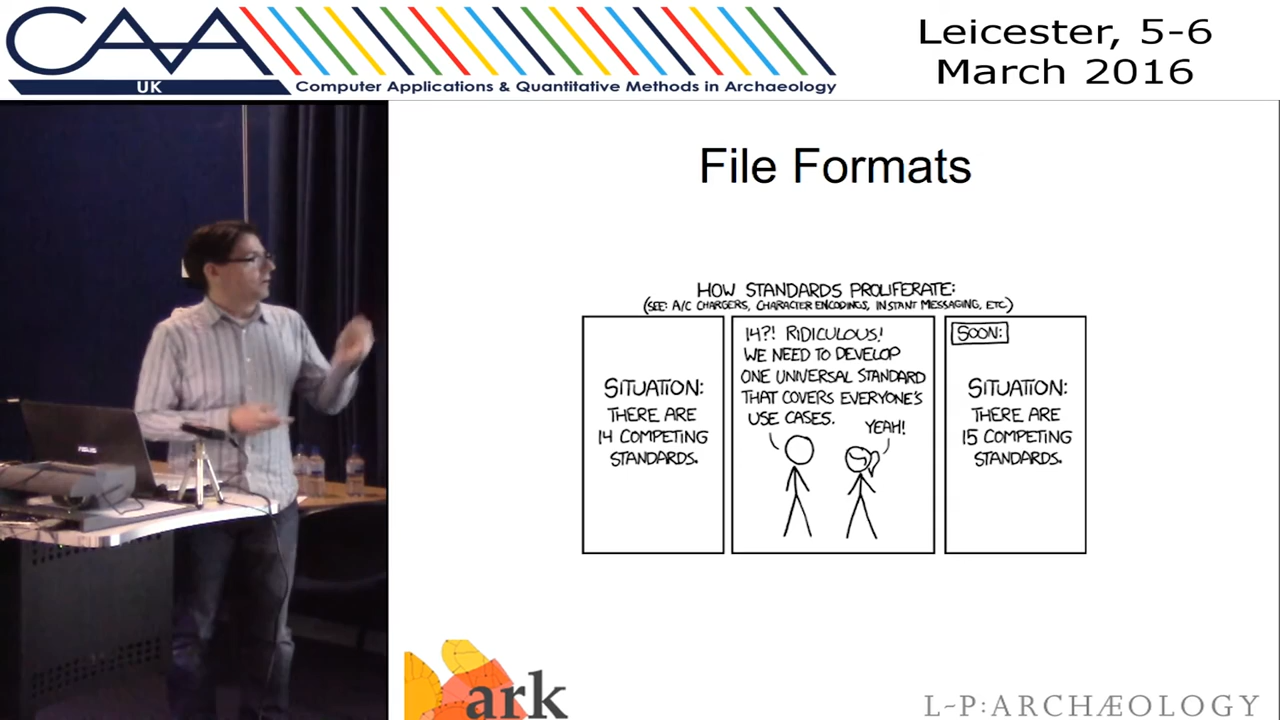 CAA
UK
Computer Applications & Quantitative Methods in Archaeology
Leicester, 5-6
March 2016
File Formats
HOW STANDARDS PROLIFERATE:
(SEE: A/C CHARGERS, CHARACTER ENCODINGS, INSTANT MESSAGING, ETC)
SITUATION:
THERE ARE
14 COMPETING
STANDARDS.
14?! RIDICULOUS!
WE NEED TO DEVELOP
ONE UNIVERSAL STANDARD
THAT COVERS EVERYONE'S
USE CASES.
YEAH!
SOON:
SITUATION:
THERE ARE
15 COMPETING
STANDARDS.
ASUS
ark
L-P:ARCHÆOLOGY